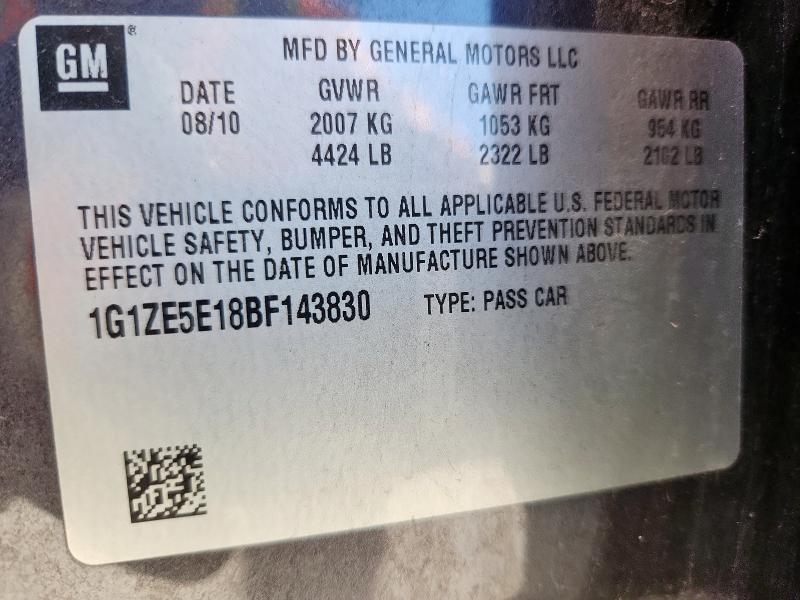 GM ®
MFD BY GENERAL MOTORS LLC
DATE GVWR GAWR FRT GAWR RR
08/10 2007 KG 1053 KG 954 KG
4424 LB 2322 LB 2102 LB
THIS VEHICLE CONFORMS TO ALL APPLICABLE U.S. FEDERAL MOTOR
VEHICLE SAFETY, BUMPER, AND THEFT PREVENTION STANDARDS IN
EFFECT ON THE DATE OF MANUFACTURE SHOWN ABOVE.
1G1ZE5E18BF143830 TYPE: PASS CAR